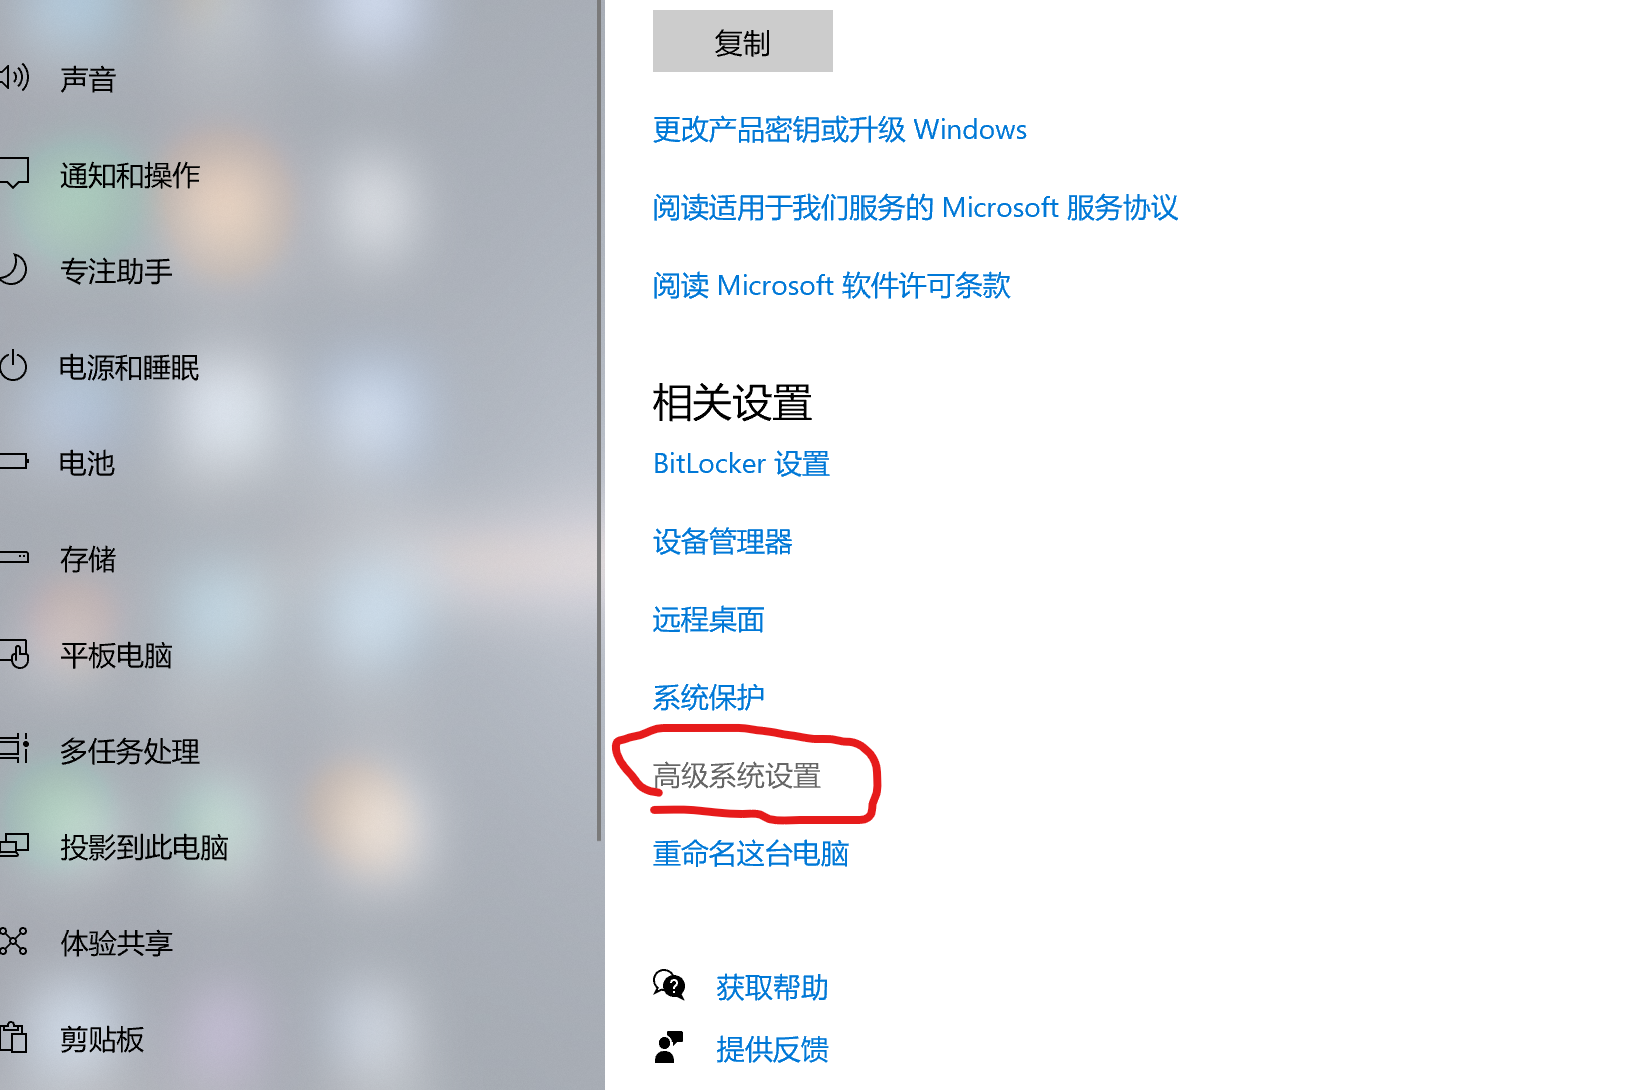 声音
通知和操作
专注助手
电源和睡眠
电池
存储
平板电脑
多任务处理
投影到此电脑
体验共享
剪贴板
复制
更改产品密钥或升级 Windows
阅读适用于我们服务的 Microsoft 服务协议
阅读 Microsoft 软件许可条款
相关设置
BitLocker 设置
设备管理器
远程桌面
系统保护
高级系统设置
重命名这台电脑
获取帮助
提供反馈